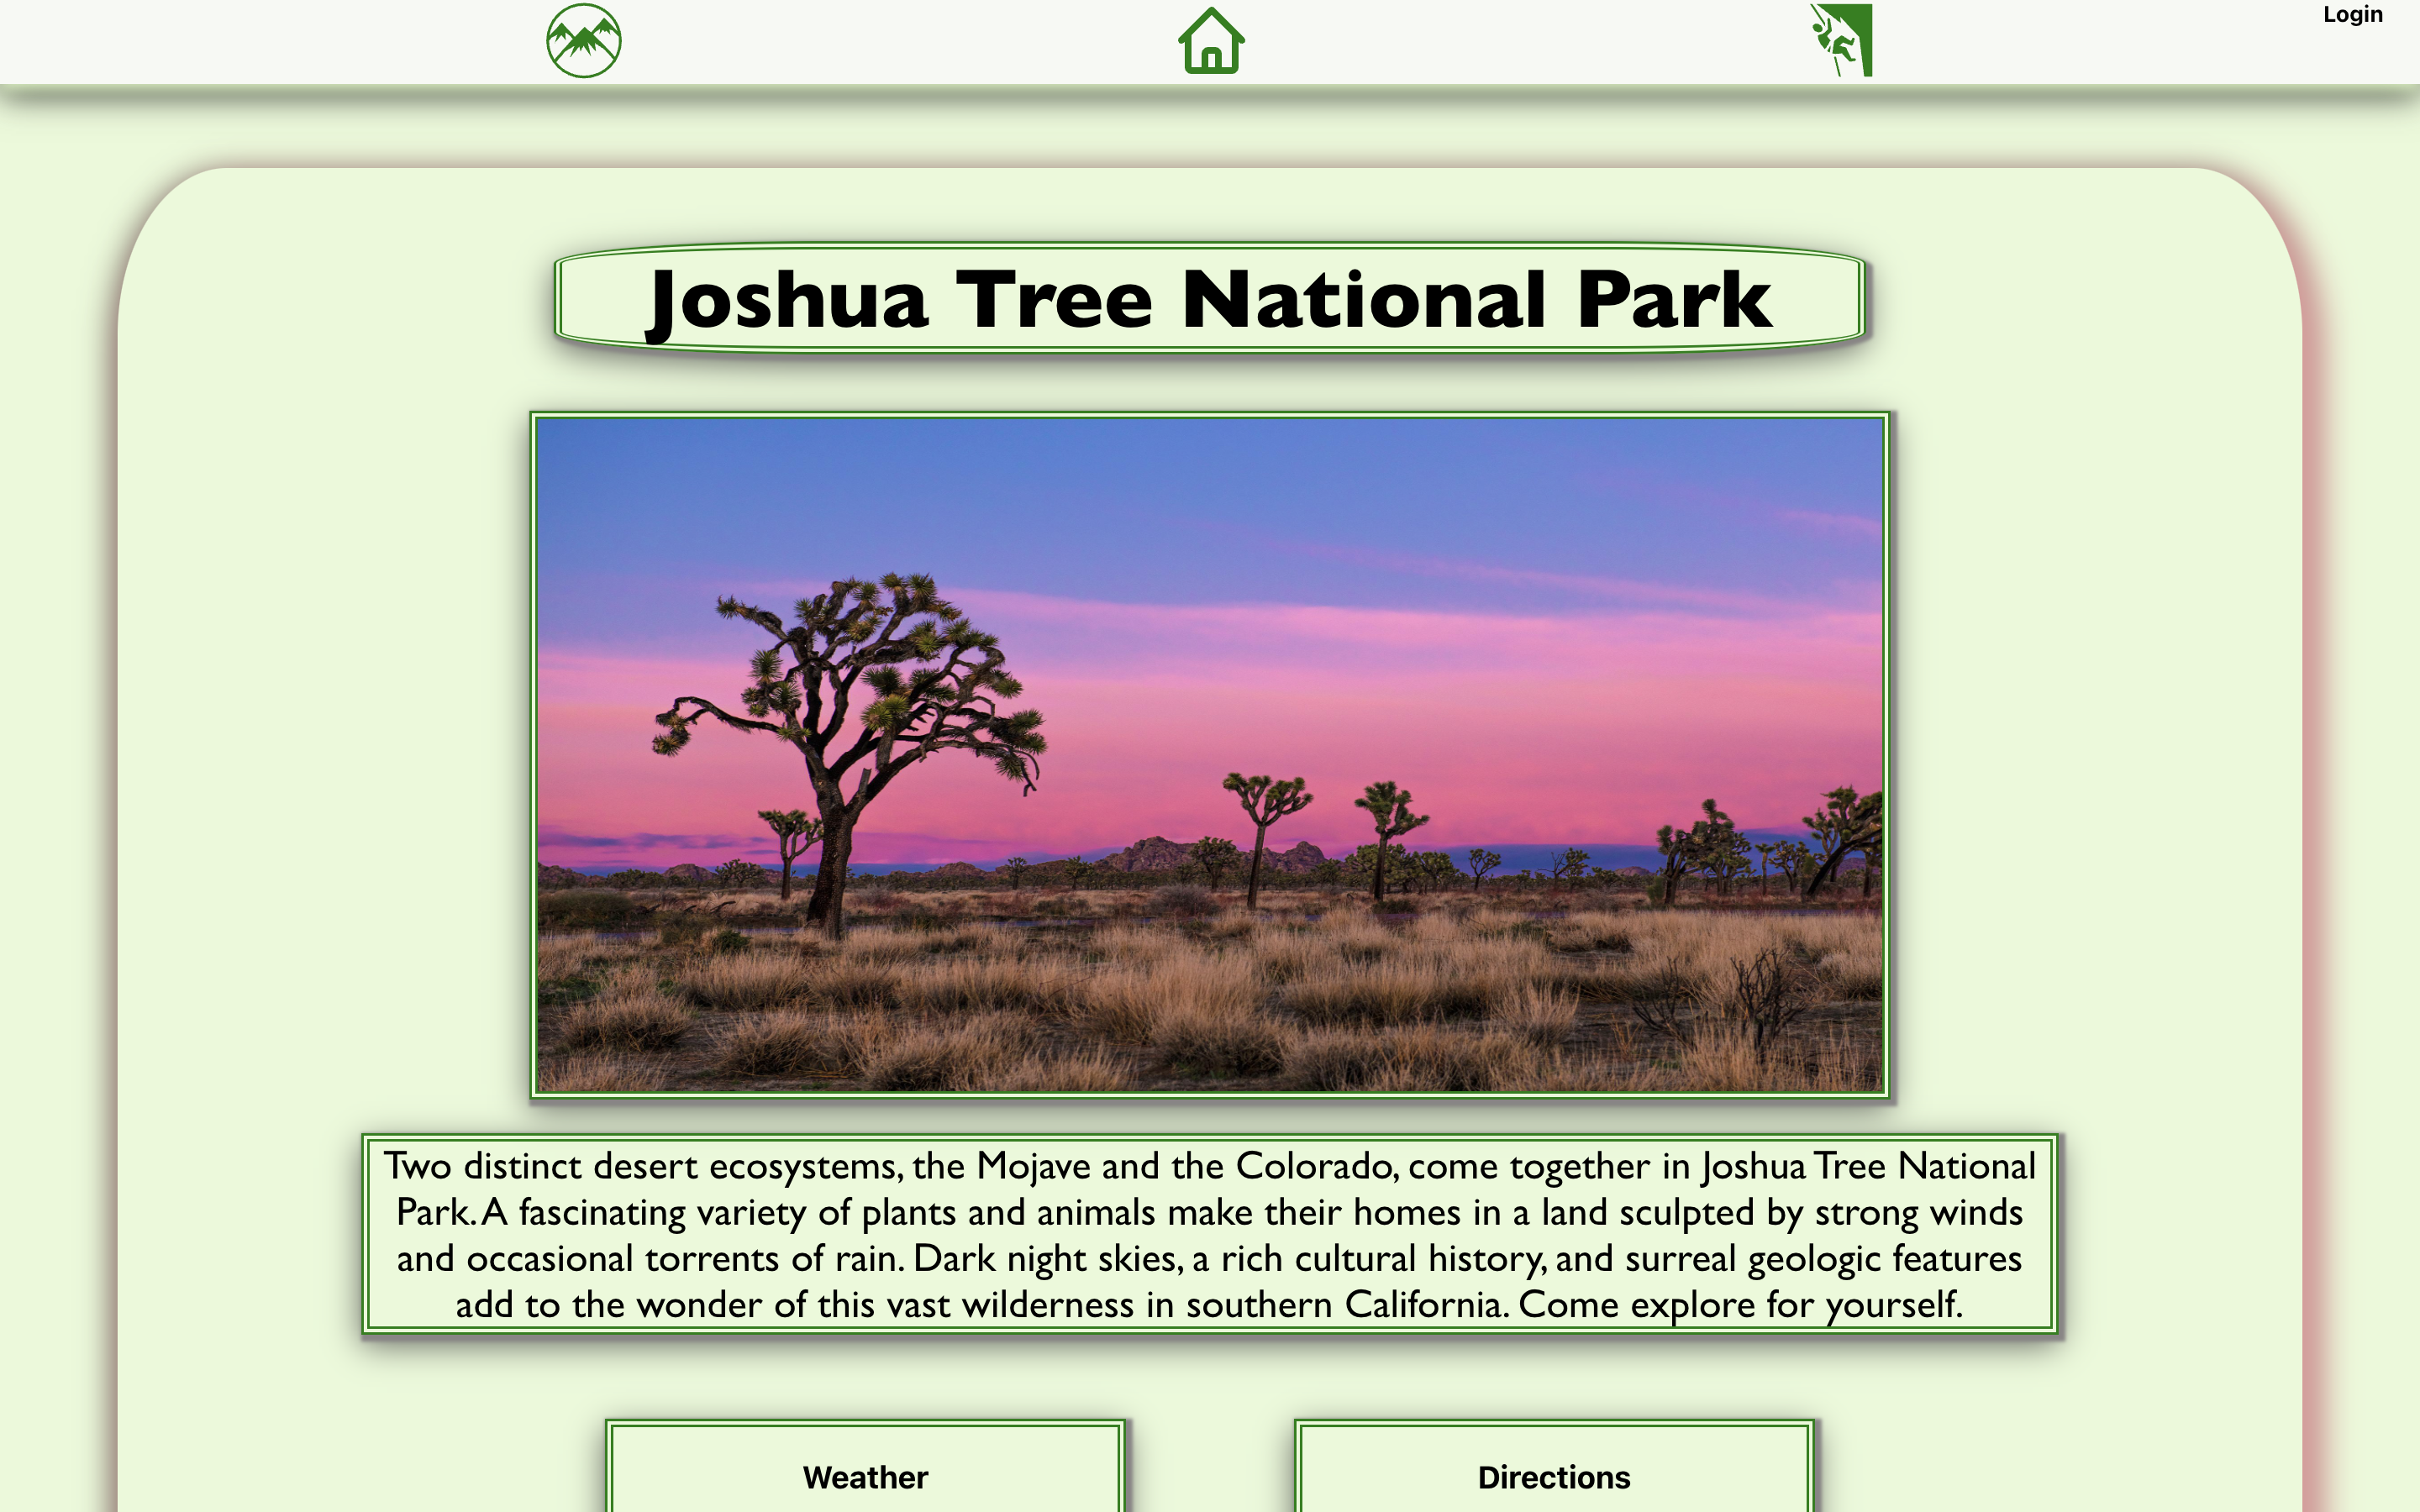 Login
Joshua Tree National Park
Two distinct desert ecosystems, the Mojave and the Colorado, come together in Joshua Tree National
Park. A fascinating variety of plants and animals make their homes in a land sculpted by strong winds
and occasional torrents of rain. Dark night skies, a rich cultural history, and surreal geologic features
add to the wonder of this vast wilderness in southern California. Come explore for yourself.
Weather
Directions